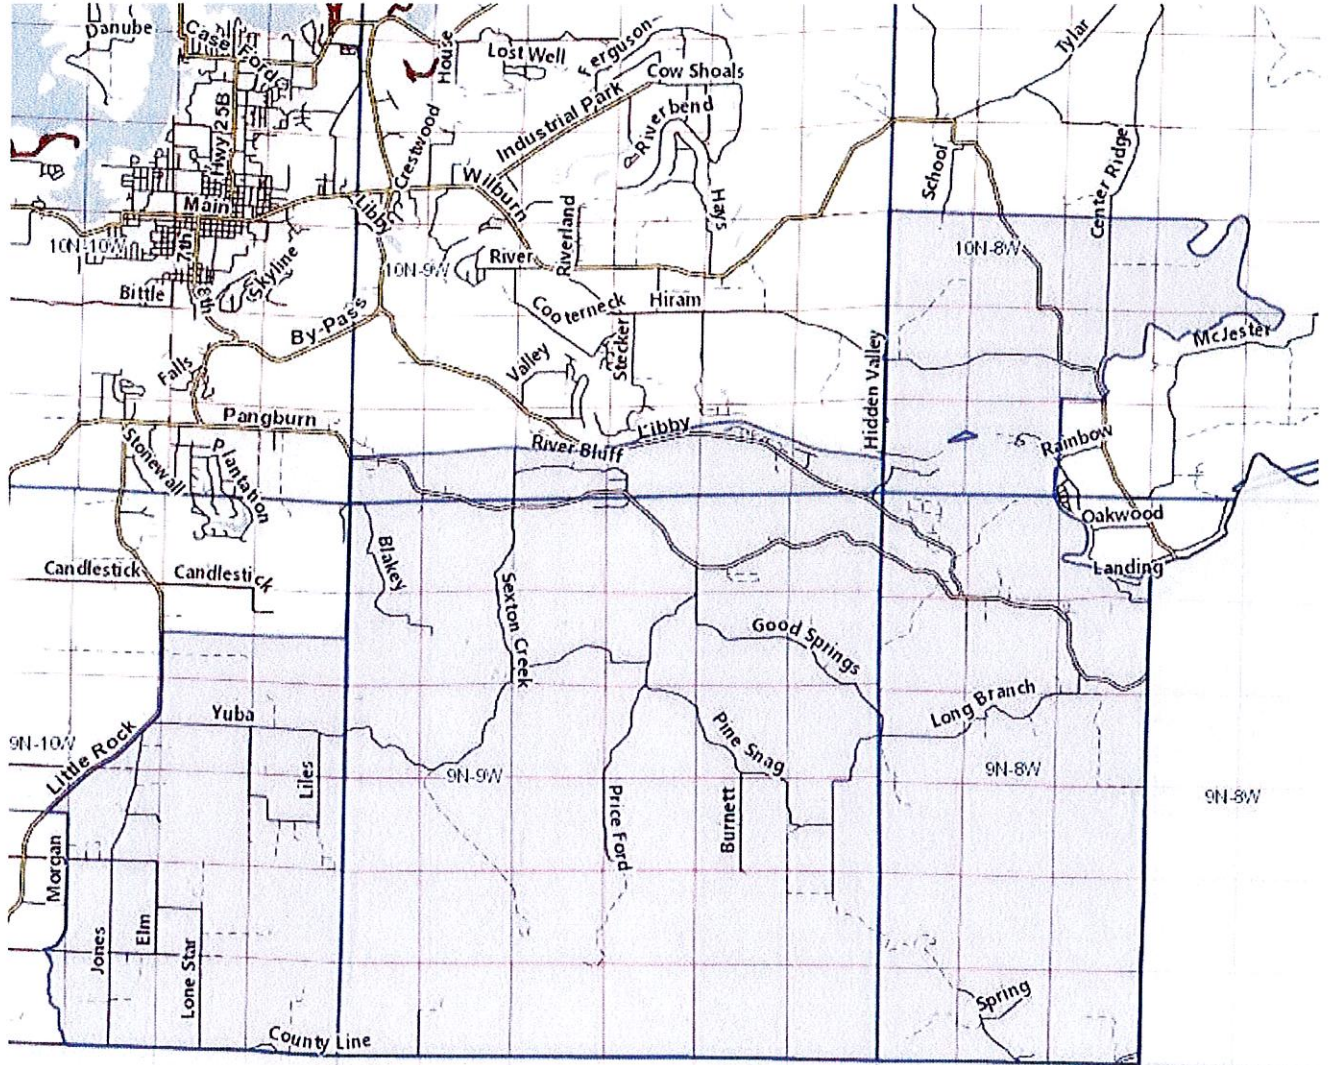 Danube
Case Ford
House
Lost Well
Ferguson
Cow Shoals
Tylar
Hwy 25B
Crestwood
Industrial Park
Riverbend
Wilburn
School
Center Ridge
Main
Libby
Hays
Riverland
10N-10W
7th
Skyline
10N-9W
River
10N-8W
Bittle
13th
By-Pass
Cooterneck
Hiram
Stecker
Valley
Hidden Valley
McJester
Falls
Pangburn
Libby
River Bluff
Rainbow
Stonewall
Plantation
Oakwood
Candlestick
Candlestick
Blakey
Landing
Sexton Creek
Good Springs
Long Branch
Yuba
Pine Snag
9N-10W
Little Rock
Liles
9N-9W
9N-8W
9N-8W
Price Ford
Burnett
Morgan
Jones
Elm
Lone Star
Spring
County Line